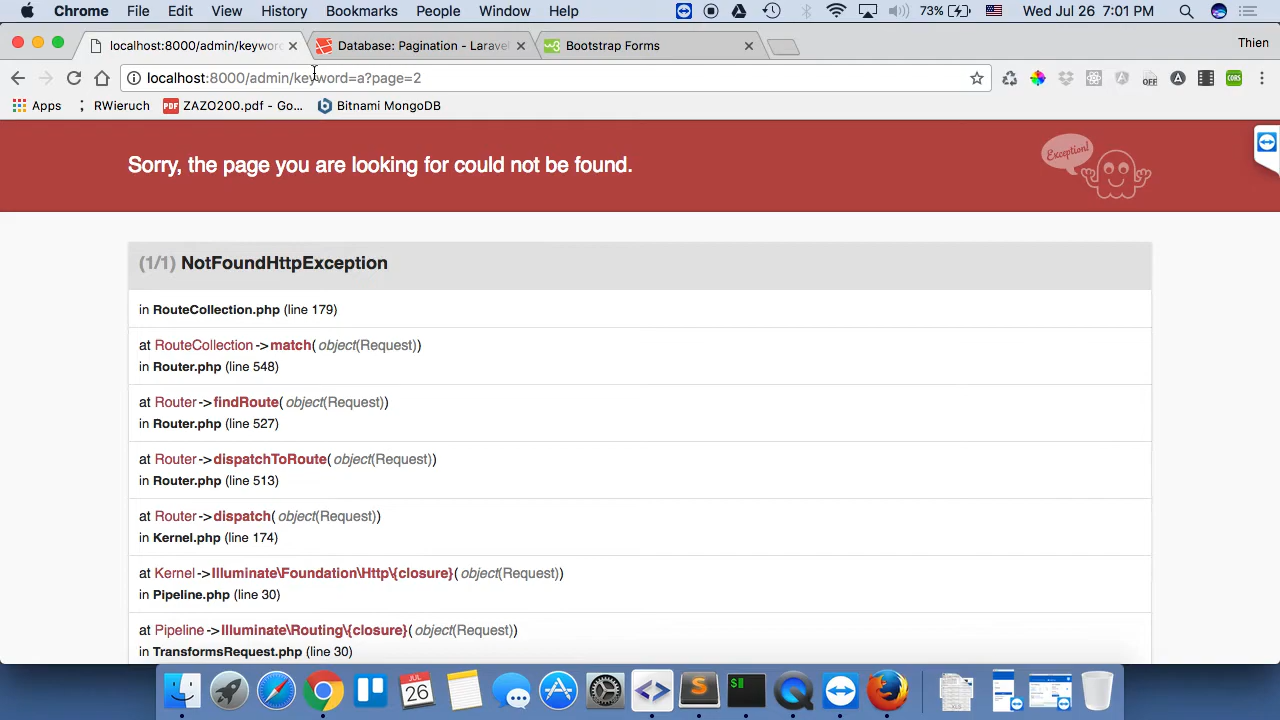 Chrome File Edit View History Bookmarks People Window Help 73% Wed Jul 26 7:01 PM
localhost:8000/admin/keyword Database: Pagination - Laravel Bootstrap Forms Thien
localhost:8000/admin/keyword=a?page=2 OFF CORS
Apps RWieruch PDF ZAZO200.pdf - Go... Bitnami MongoDB
Sorry, the page you are looking for could not be found.
Exception!
(1/1) NotFoundHttpException
in RouteCollection.php (line 179)
at RouteCollection->match(object(Request))
in Router.php (line 548)
at Router->findRoute(object(Request))
in Router.php (line 527)
at Router->dispatchToRoute(object(Request))
in Router.php (line 513)
at Router->dispatch(object(Request))
in Kernel.php (line 174)
at Kernel->Illuminate\Foundation\Http\{closure}(object(Request))
in Pipeline.php (line 30)
at Pipeline->Illuminate\Routing\{closure}(object(Request))
in TransformsRequest.php (line 30)
JUL
26